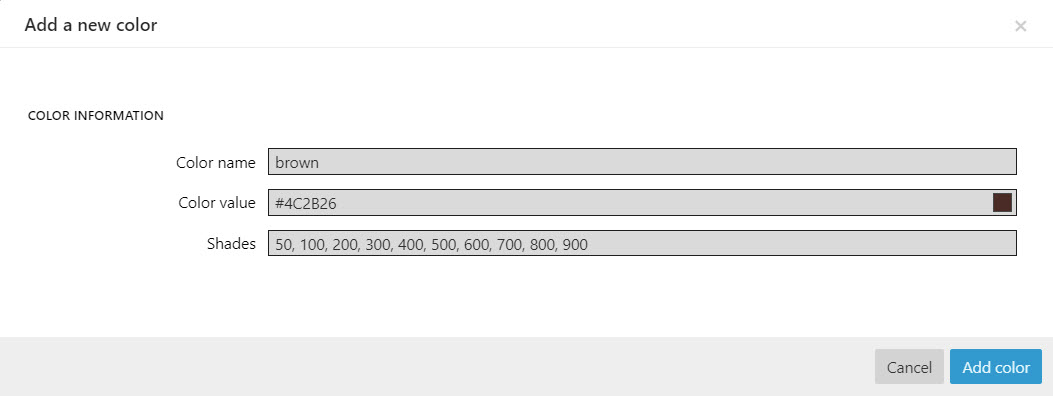 Add a new color
×
COLOR INFORMATION
Color name brown
Color value #4C2B26
Shades 50, 100, 200, 300, 400, 500, 600, 700, 800, 900
Cancel Add color